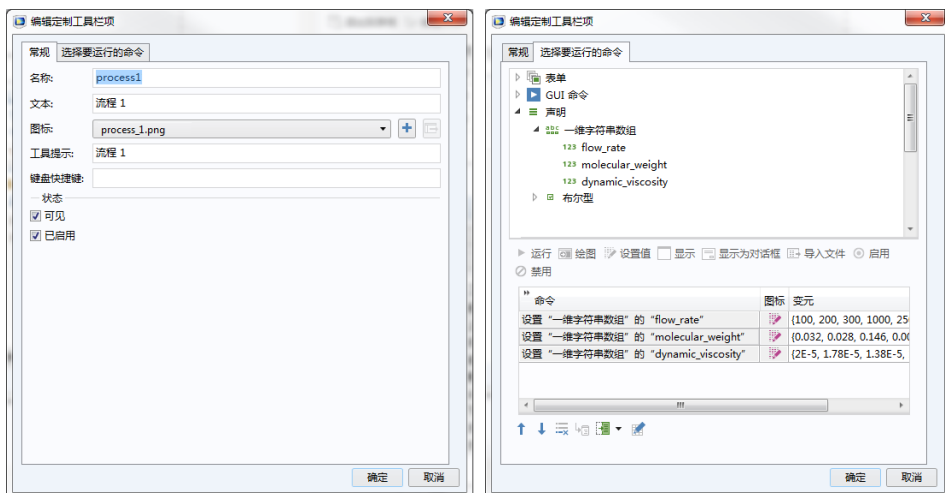 编辑定制工具栏项
常规 选择要运行的命令
名称: process1
文本: 流程 1
图标: process_1.png
工具提示: 流程 1
键盘快捷键:
状态
可见
已启用
确定 取消
编辑定制工具栏项
常规 选择要运行的命令
表单
GUI 命令
声明
abc 一维字符串数组
123 flow_rate
123 molecular_weight
123 dynamic_viscosity
布尔型
运行 绘图 设置值 显示 显示为对话框 导入文件 启用
禁用
命令 图标 变元
设置 "一维字符串数组" 的 "flow_rate" {100, 200, 300, 1000, 25
设置 "一维字符串数组" 的 "molecular_weight" {0.032, 0.028, 0.146, 0.00
设置 "一维字符串数组" 的 "dynamic_viscosity" {2E-5, 1.78E-5, 1.38E-5,
确定 取消